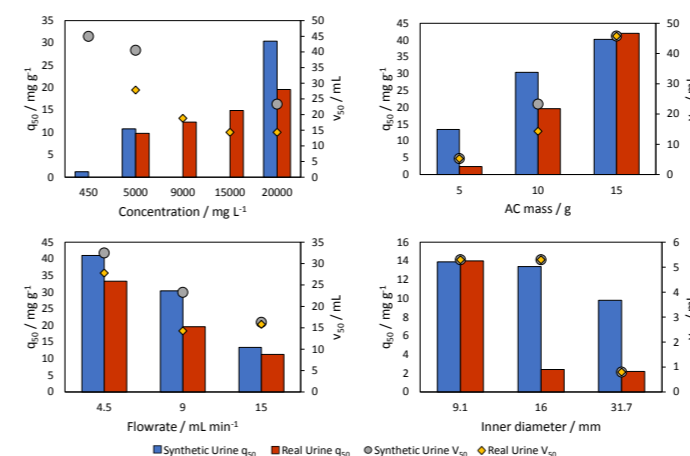 35 50
30 45
25 40
20 35
15 30
10 25
5 20
0 15
10
5
0
q₅₀ / mg g⁻¹
v₅₀ / mL
450 5000 9000 15000 20000
Concentration / mg L⁻¹
45 50
40
35 40
30
25 30
20
15 20
10 10
5
0 0
q₅₀ / mg g⁻¹
/ mL
5 10 15
AC mass / g
45 35
40 30
35 25
30 20
25 15
20 10
15 5
10 0
5
0
q₅₀ / mg g⁻¹
v₅₀ / mL
4.5 9 15
Flowrate / mL min⁻¹
16 6
14 5
12 4
10 3
8 2
6 1
4 0
2
0
q₅₀ / mg g⁻¹
v₅₀ / mL
9.1 16 31.7
Inner diameter / mm
Synthetic Urine q₅₀ Real Urine q₅₀ Synthetic Urine V₅₀ Real Urine V₅₀